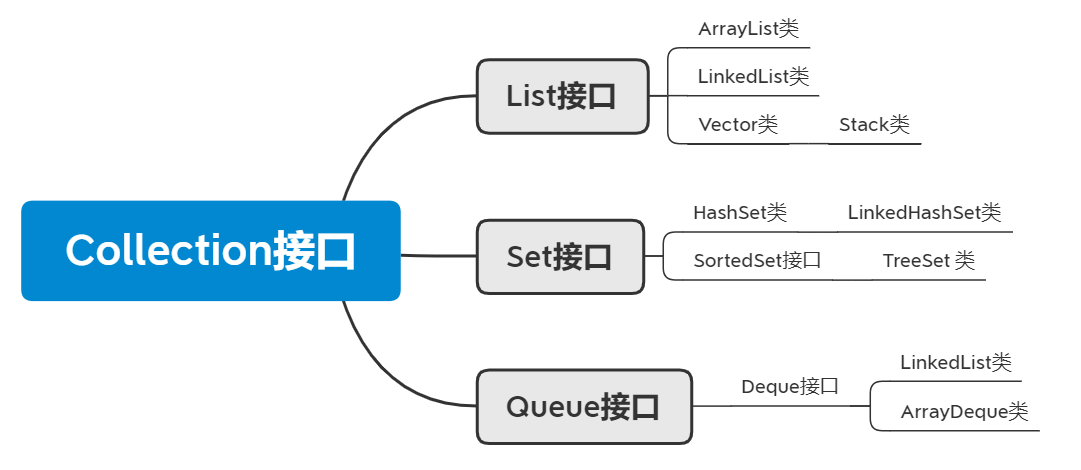 Collection接口
List接口
ArrayList类
LinkedList类
Vector类
Stack类
Set接口
HashSet类
LinkedHashSet类
SortedSet接口
TreeSet 类
Queue接口
Deque接口
LinkedList类
ArrayDeque类